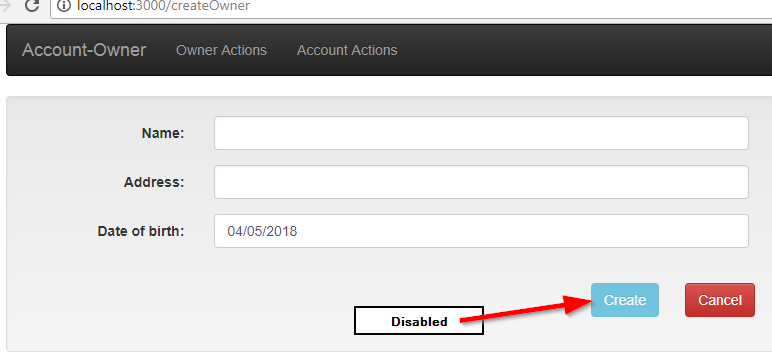 localhost:3000/createOwner
Account-Owner Owner Actions Account Actions
Name:
Address:
Date of birth: 04/05/2018
Create Cancel
Disabled